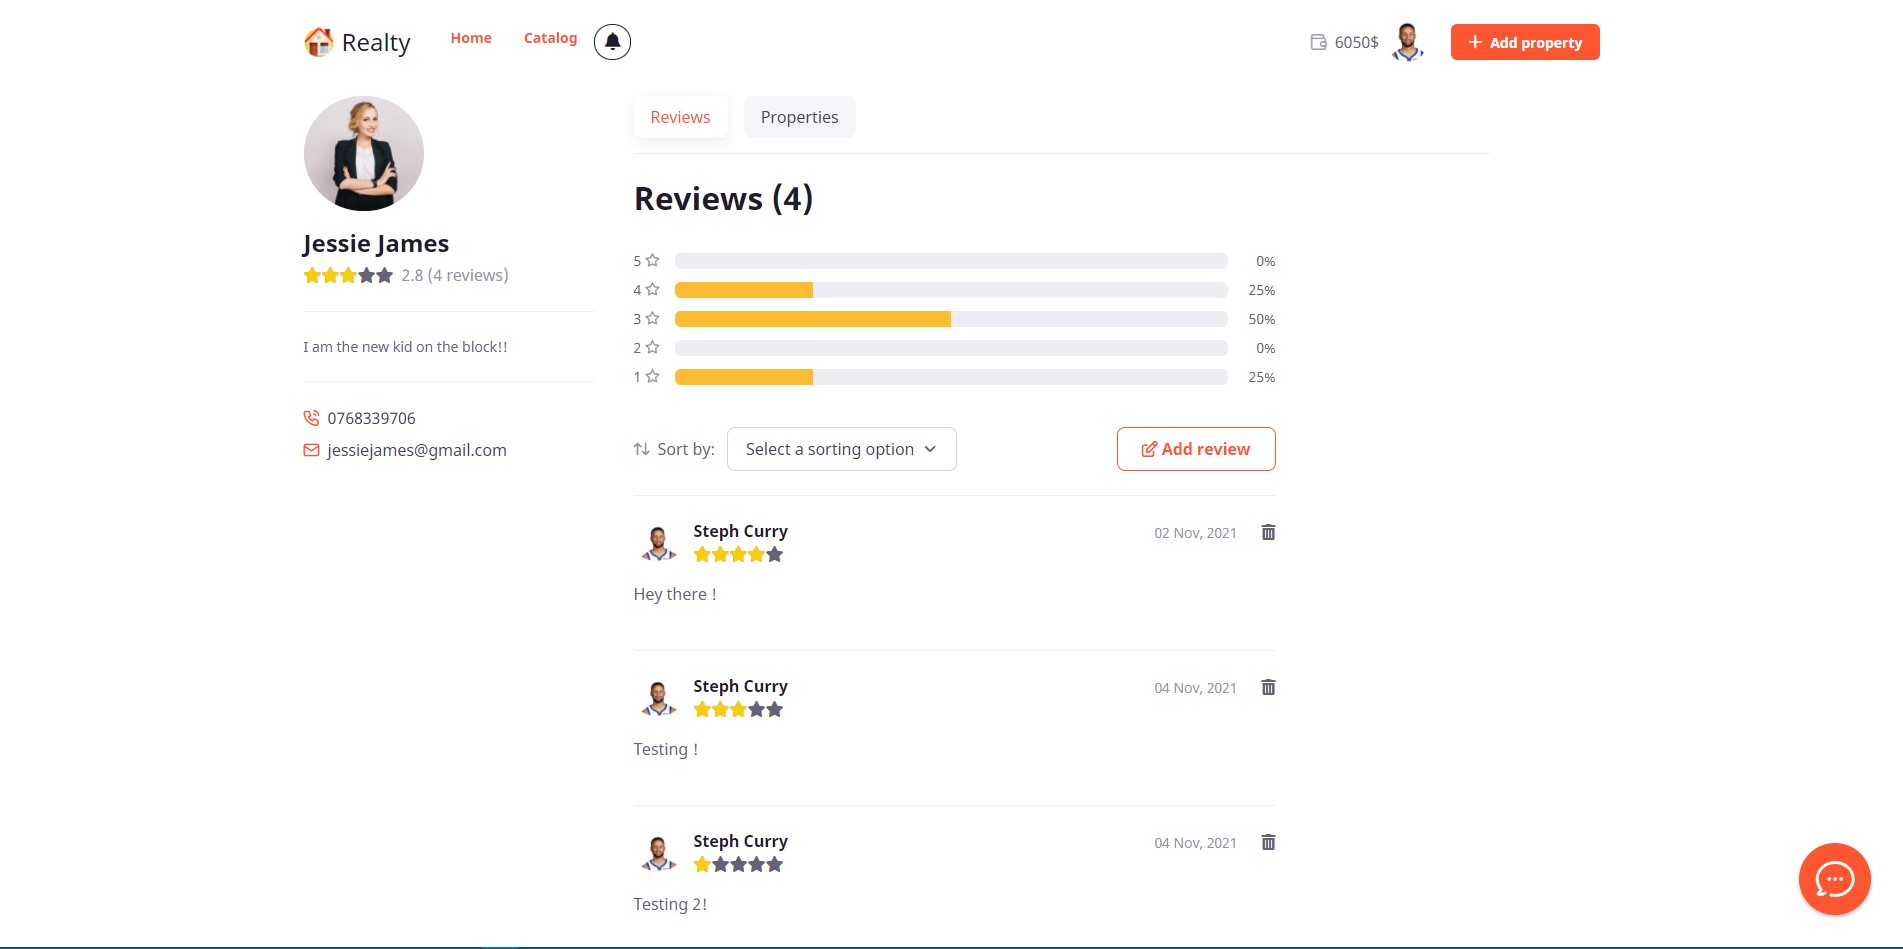 Realty
Home
Catalog
6050$
Add property
Jessie James
2.8 (4 reviews)
I am the new kid on the block!!
0768339706
jessiejames@gmail.com
Reviews
Properties
Reviews (4)
5 0%
4 25%
3 50%
2 0%
1 25%
Sort by: Select a sorting option
Add review
Steph Curry
02 Nov, 2021
Hey there !
Steph Curry
04 Nov, 2021
Testing !
Steph Curry
04 Nov, 2021
Testing 2!